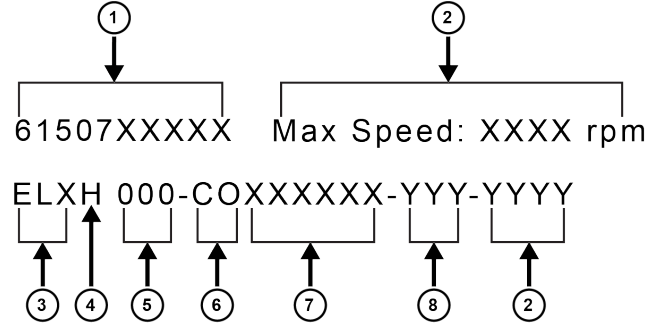 1 2
61507XXXXX Max Speed: XXXX rpm
ELXH 000-COXXXXXX-YYY-YYYY
3 4 5 6 7 8 2